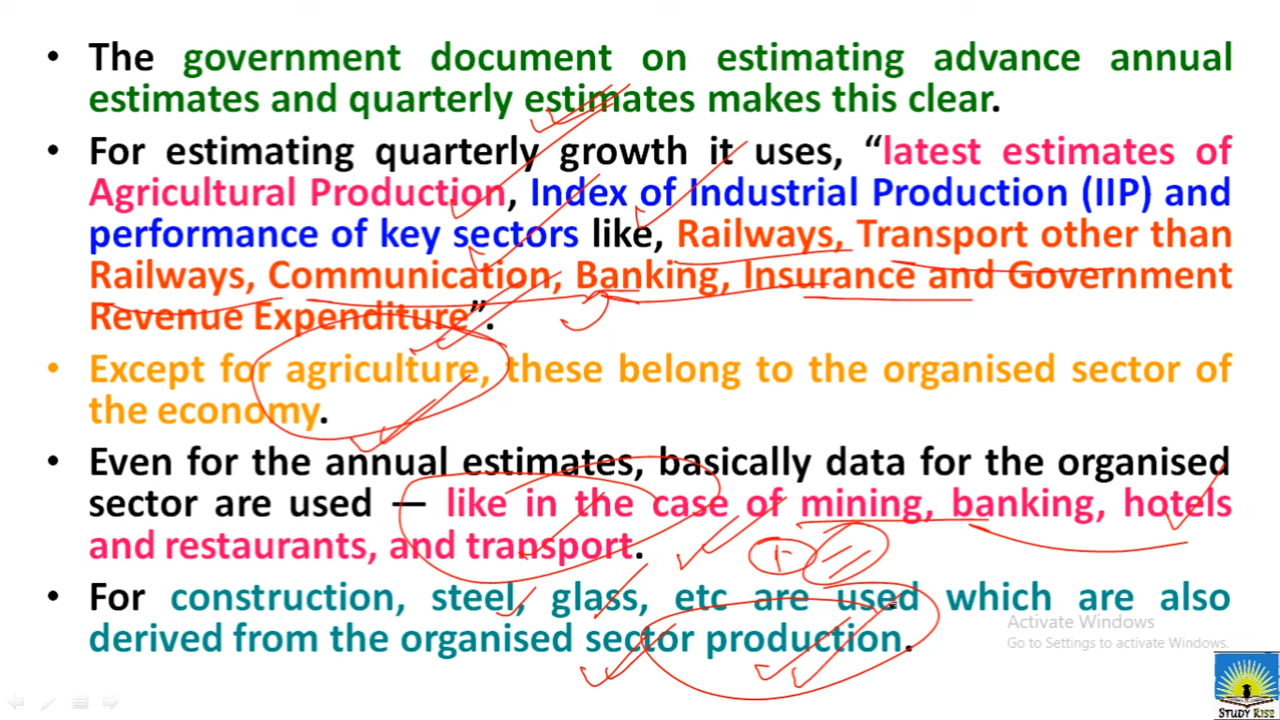 • The government document on estimating advance annual
estimates and quarterly estimates makes this clear.
• For estimating quarterly growth it uses, “latest estimates of
Agricultural Production, Index of Industrial Production (IIP) and
performance of key sectors like, Railways, Transport other than
Railways, Communication, Banking, Insurance and Government
Revenue Expenditure”.
• Except for agriculture, these belong to the organised sector of
the economy.
• Even for the annual estimates, basically data for the organised
sector are used — like in the case of mining, banking, hotels
and restaurants, and transport.
• For construction, steel, glass, etc are used which are also
derived from the organised sector production.
Activate Windows
Go to Settings to activate Windows.
STUDY RISE